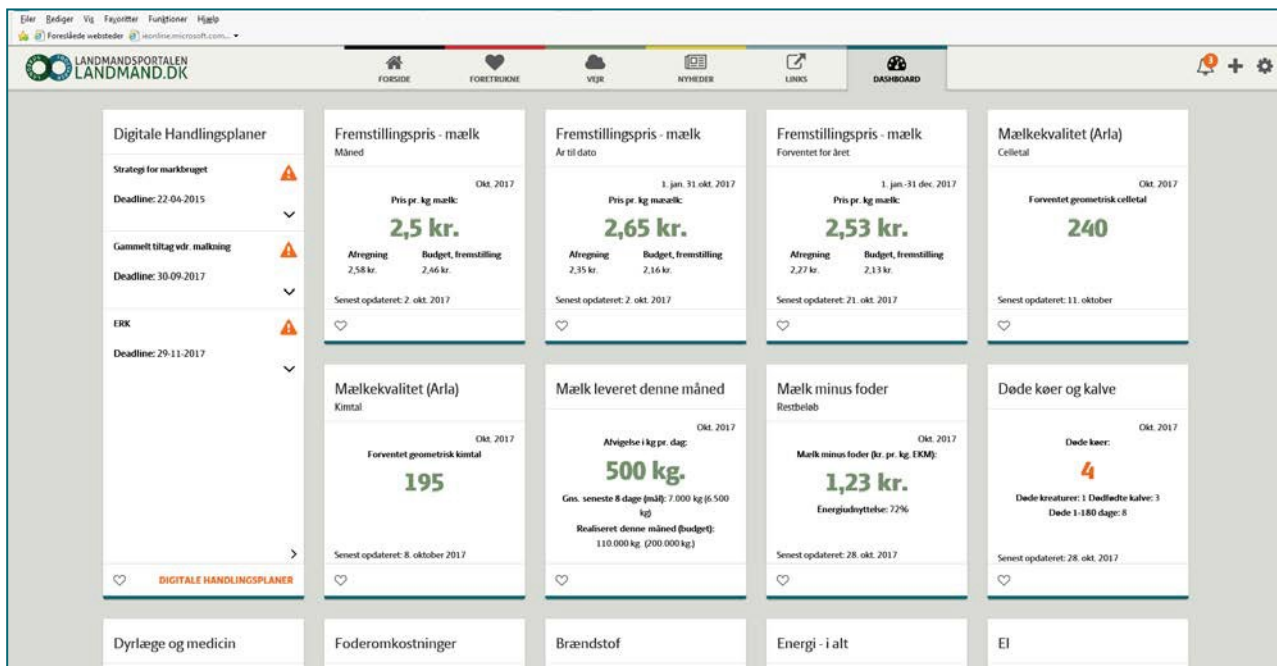 Filer Rediger Vis Favoritter Funktioner Hjælp
Foreslåede websteder ieonline.microsoft.com...
LANDMANDSPORTALEN
LANDMAND.DK
FORSIDE FORETRUKNE VEJR NYHEDER LINKS DASHBOARD
3
Digitale Handlingsplaner
Strategi for markbruget
Deadline: 22-04-2015
Gammelt tiltag vdr. malkning
Deadline: 30-09-2017
ERK
Deadline: 29-11-2017
DIGITALE HANDLINGSPLANER
Fremstillingspris - mælk
Måned
Okt. 2017
Pris pr. kg mælk:
2,5 kr.
Afregning Budget, fremstilling
2,58 kr. 2,46 kr.
Senest opdateret: 2. okt. 2017
Fremstillingspris - mælk
År til dato
1. jan. 31.okt. 2017
Pris pr. kg mææelk:
2,65 kr.
Afregning Budget, fremstilling
2,35 kr. 2,16 kr.
Senest opdateret: 2. okt. 2017
Fremstillingspris - mælk
Forventet for året
1. jan.-31 dec. 2017
Pris pr. kg mælk:
2,53 kr.
Afregning Budget, fremstilling
2,27 kr. 2,13 kr.
Senest opdateret: 21. okt. 2017
Mælkekvalitet (Arla)
Celletal
Okt. 2017
Forventet geometrisk celletal
240
Senest opdateret: 11. oktober
Mælkekvalitet (Arla)
Kimtal
Okt. 2017
Forventet geometrisk kimtal
195
Senest opdateret: 8. oktober 2017
Mælk leveret denne måned
Okt. 2017
Afvigelse i kg pr. dag:
500 kg.
Gns. seneste 8 dage (mål): 7.000 kg (6.500
kg)
Realiseret denne måned (budget):
110.000 kg. (200.000 kg.)
Mælk minus foder
Restbeløb
Okt. 2017
Mælk minus foder (kr. pr. kg. EKM):
1,23 kr.
Energiudnyttelse: 72%
Senest opdateret: 28. okt. 2017
Døde køer og kalve
Okt. 2017
Døde køer:
4
Døde kreaturer: 1 Dødfødte kalve: 3
Døde 1-180 dage: 8
Senest opdateret: 28. okt. 2017
Dyrlæge og medicin
Foderomkostninger
Brændstof
Energi - i alt
El